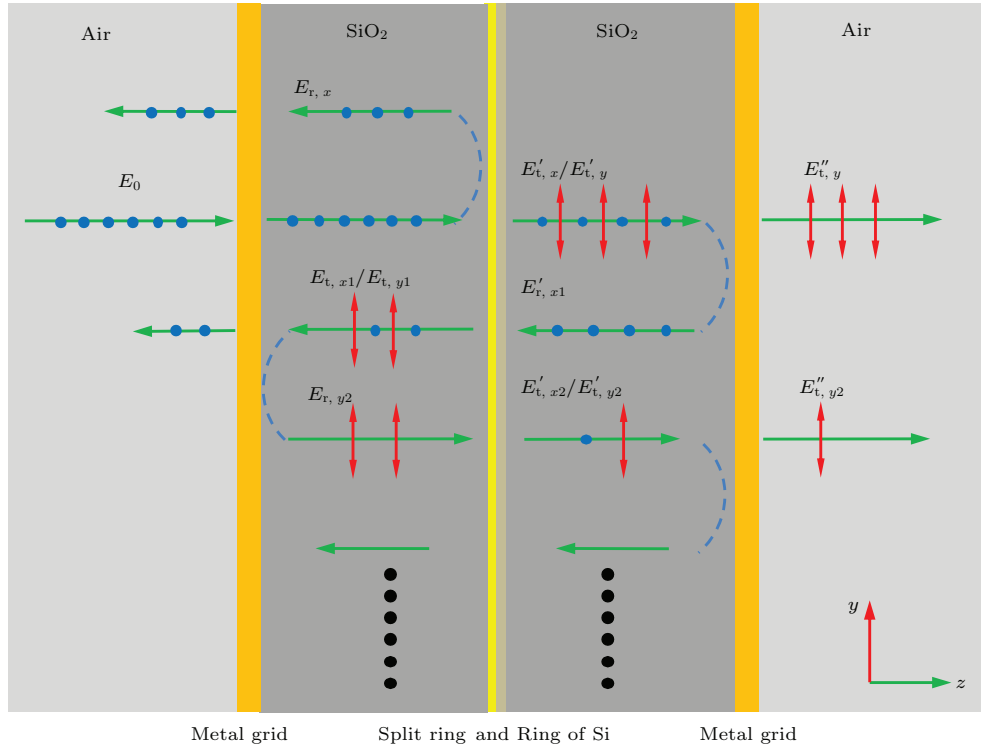 Air
SiO₂
SiO₂
Air
Eᵣ, ₓ
E₀
E′ₜ, ₓ/E′ₜ, y
E″ₜ, y
Eₜ, ₓ₁/Eₜ, y₁
E′ᵣ, ₓ₁
Eᵣ, y₂
E′ₜ, ₓ₂/E′ₜ, y₂
E″ₜ, y₂
y
z
Metal grid
Split ring and Ring of Si
Metal grid